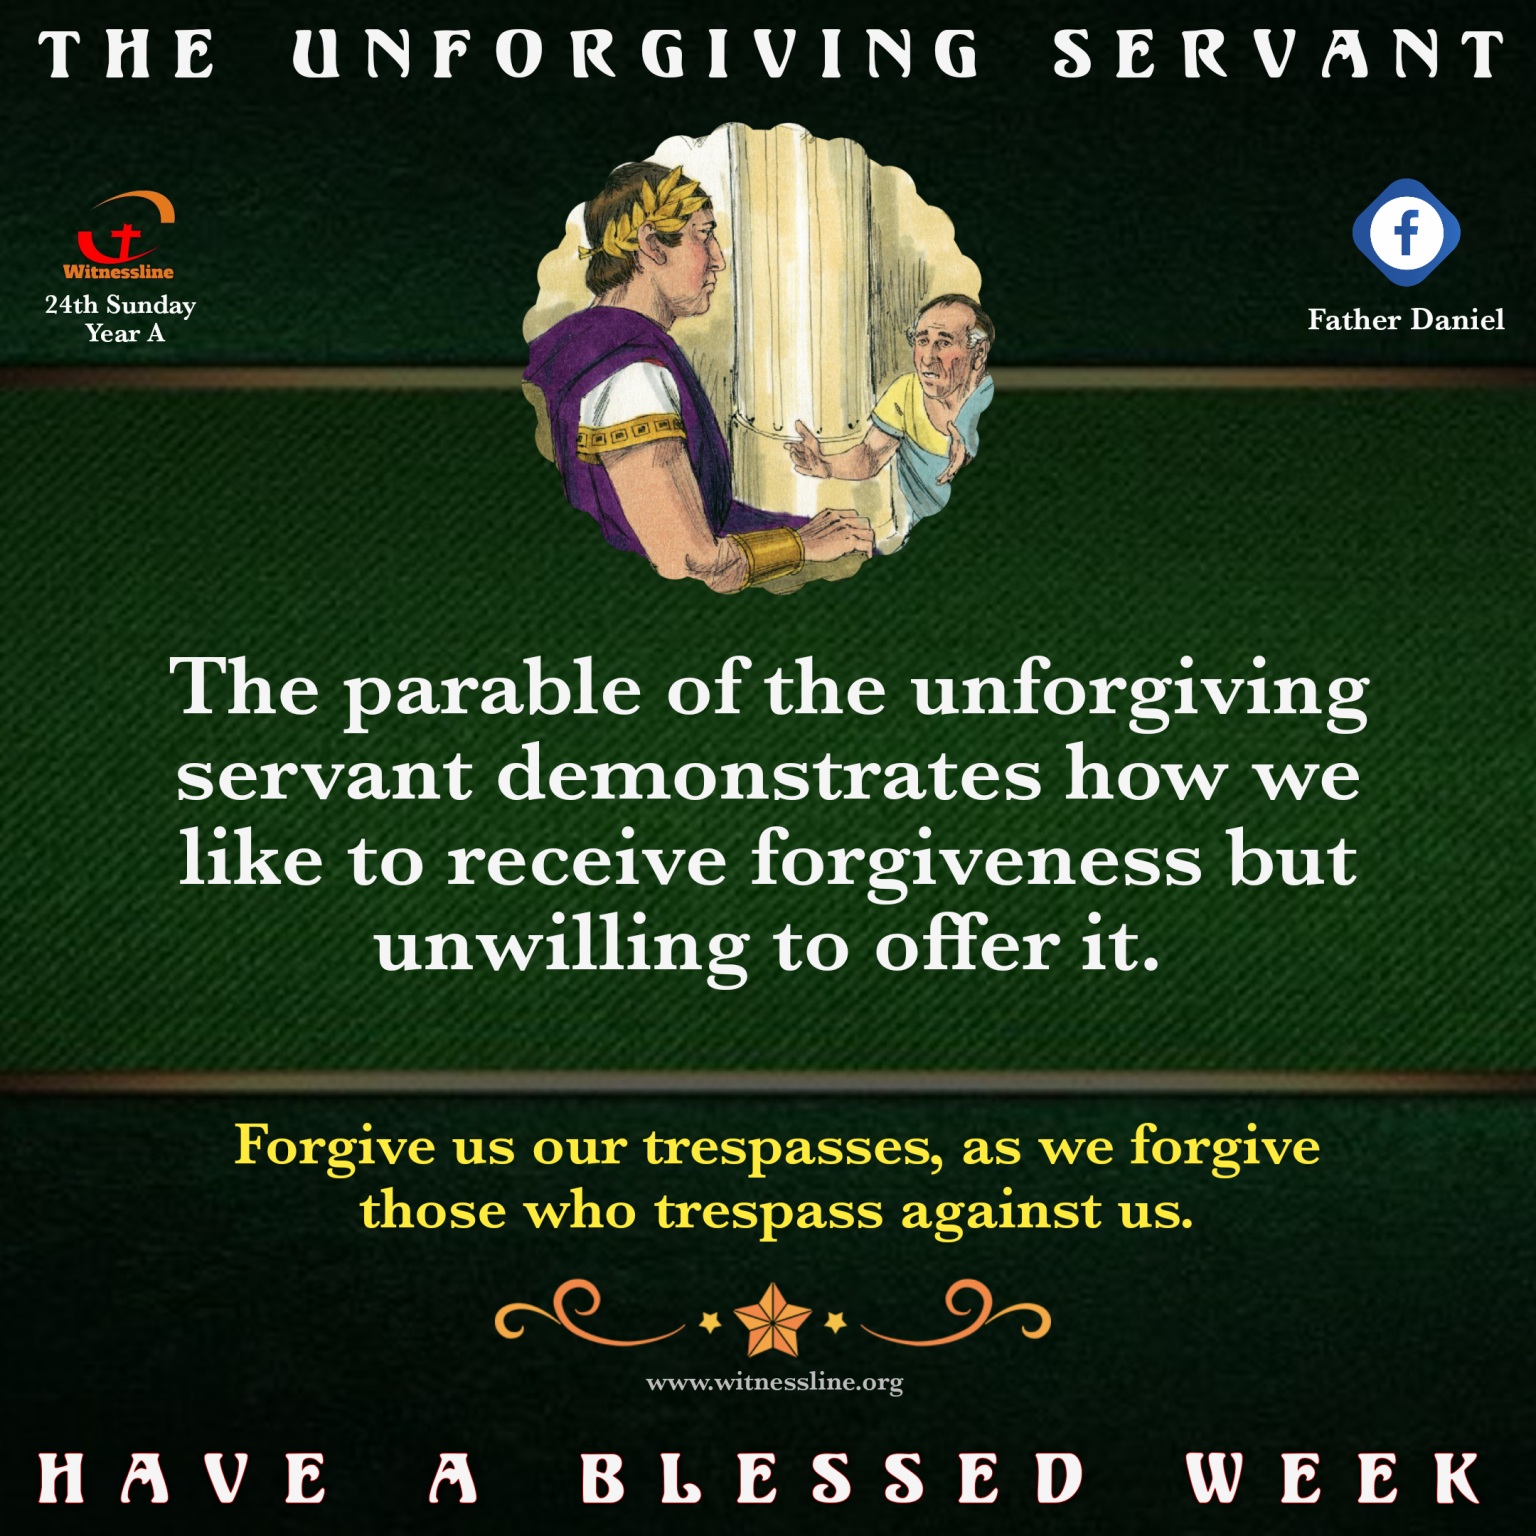 THE UNFORGIVING SERVANT
Witnessline
24th Sunday
Year A
f
Father Daniel
The parable of the unforgiving
servant demonstrates how we
like to receive forgiveness but
unwilling to offer it.
Forgive us our trespasses, as we forgive
those who trespass against us.
www.witnessline.org
HAVE A BLESSED WEEK